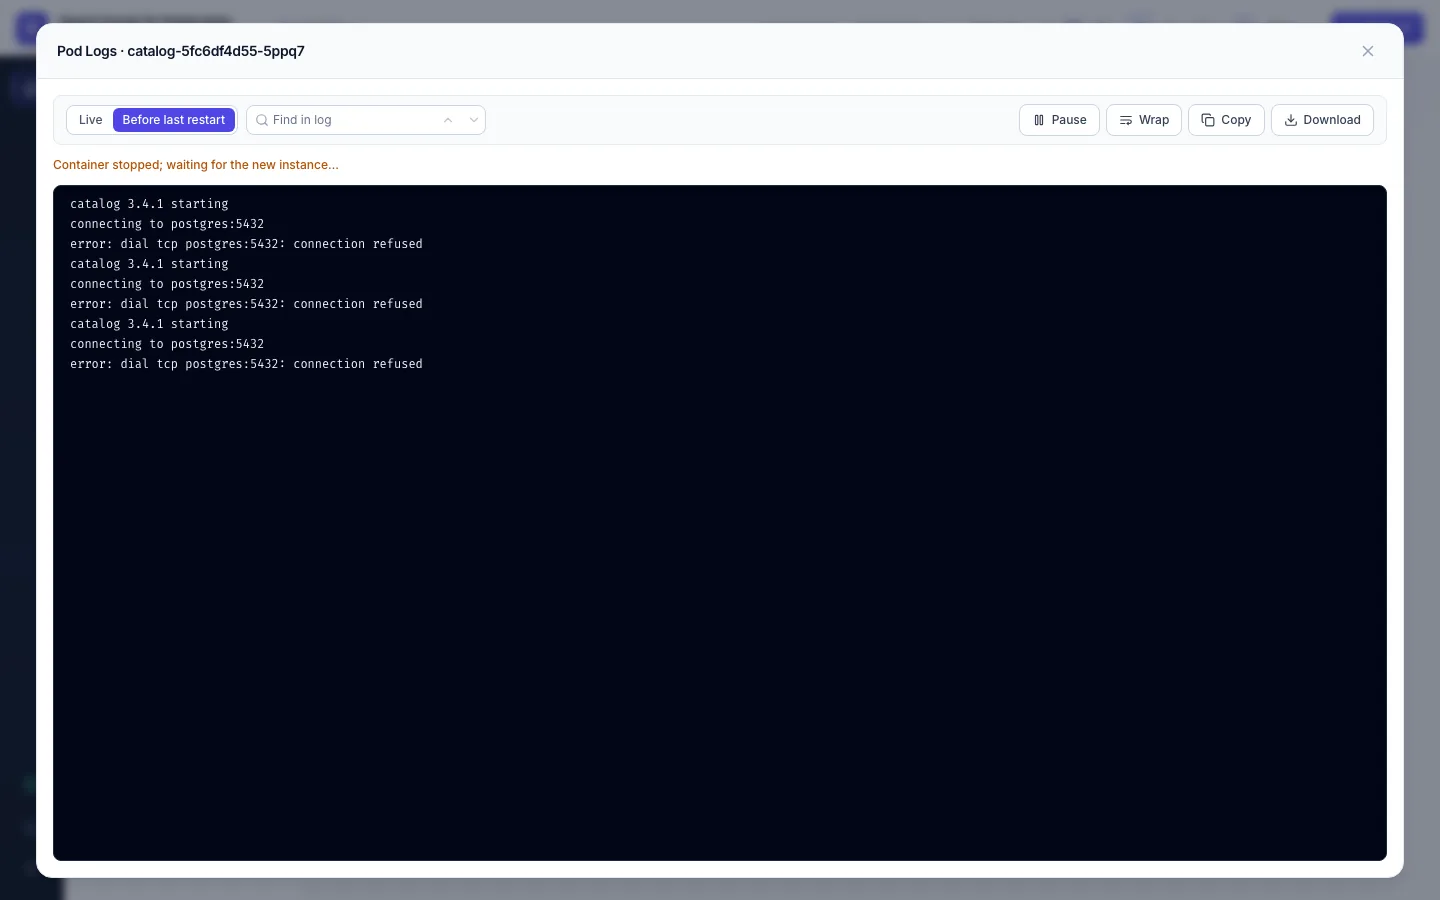 Pod Logs · catalog-5fc6df4d55-5ppq7
Live
Before last restart
Find in log
Pause
Wrap
Copy
Download
Container stopped; waiting for the new instance...
catalog 3.4.1 starting
connecting to postgres:5432
error: dial tcp postgres:5432: connection refused
catalog 3.4.1 starting
connecting to postgres:5432
error: dial tcp postgres:5432: connection refused
catalog 3.4.1 starting
connecting to postgres:5432
error: dial tcp postgres:5432: connection refused